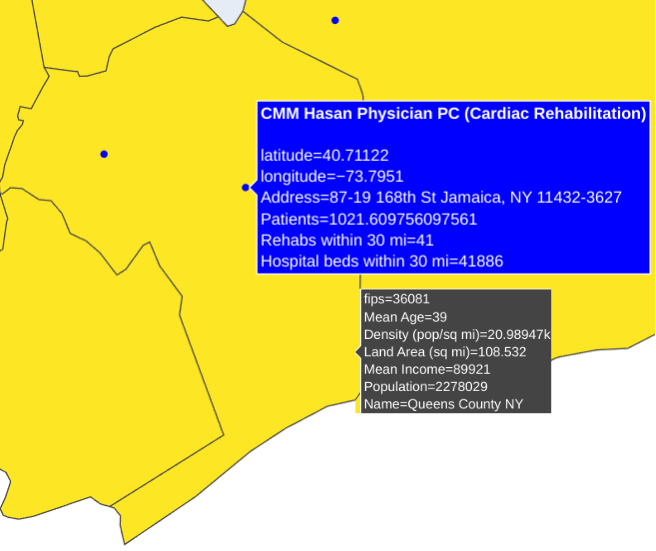 CMM Hasan Physician PC (Cardiac Rehabilitation)
latitude=40.71122
longitude=−73.7951
Address=87-19 168th St Jamaica, NY 11432-3627
Patients=1021.609756097561
Rehabs within 30 mi=41
Hospital beds within 30 mi=41886
fips=36081
Mean Age=39
Density (pop/sq mi)=20.98947k
Land Area (sq mi)=108.532
Mean Income=89921
Population=2278029
Name=Queens County NY